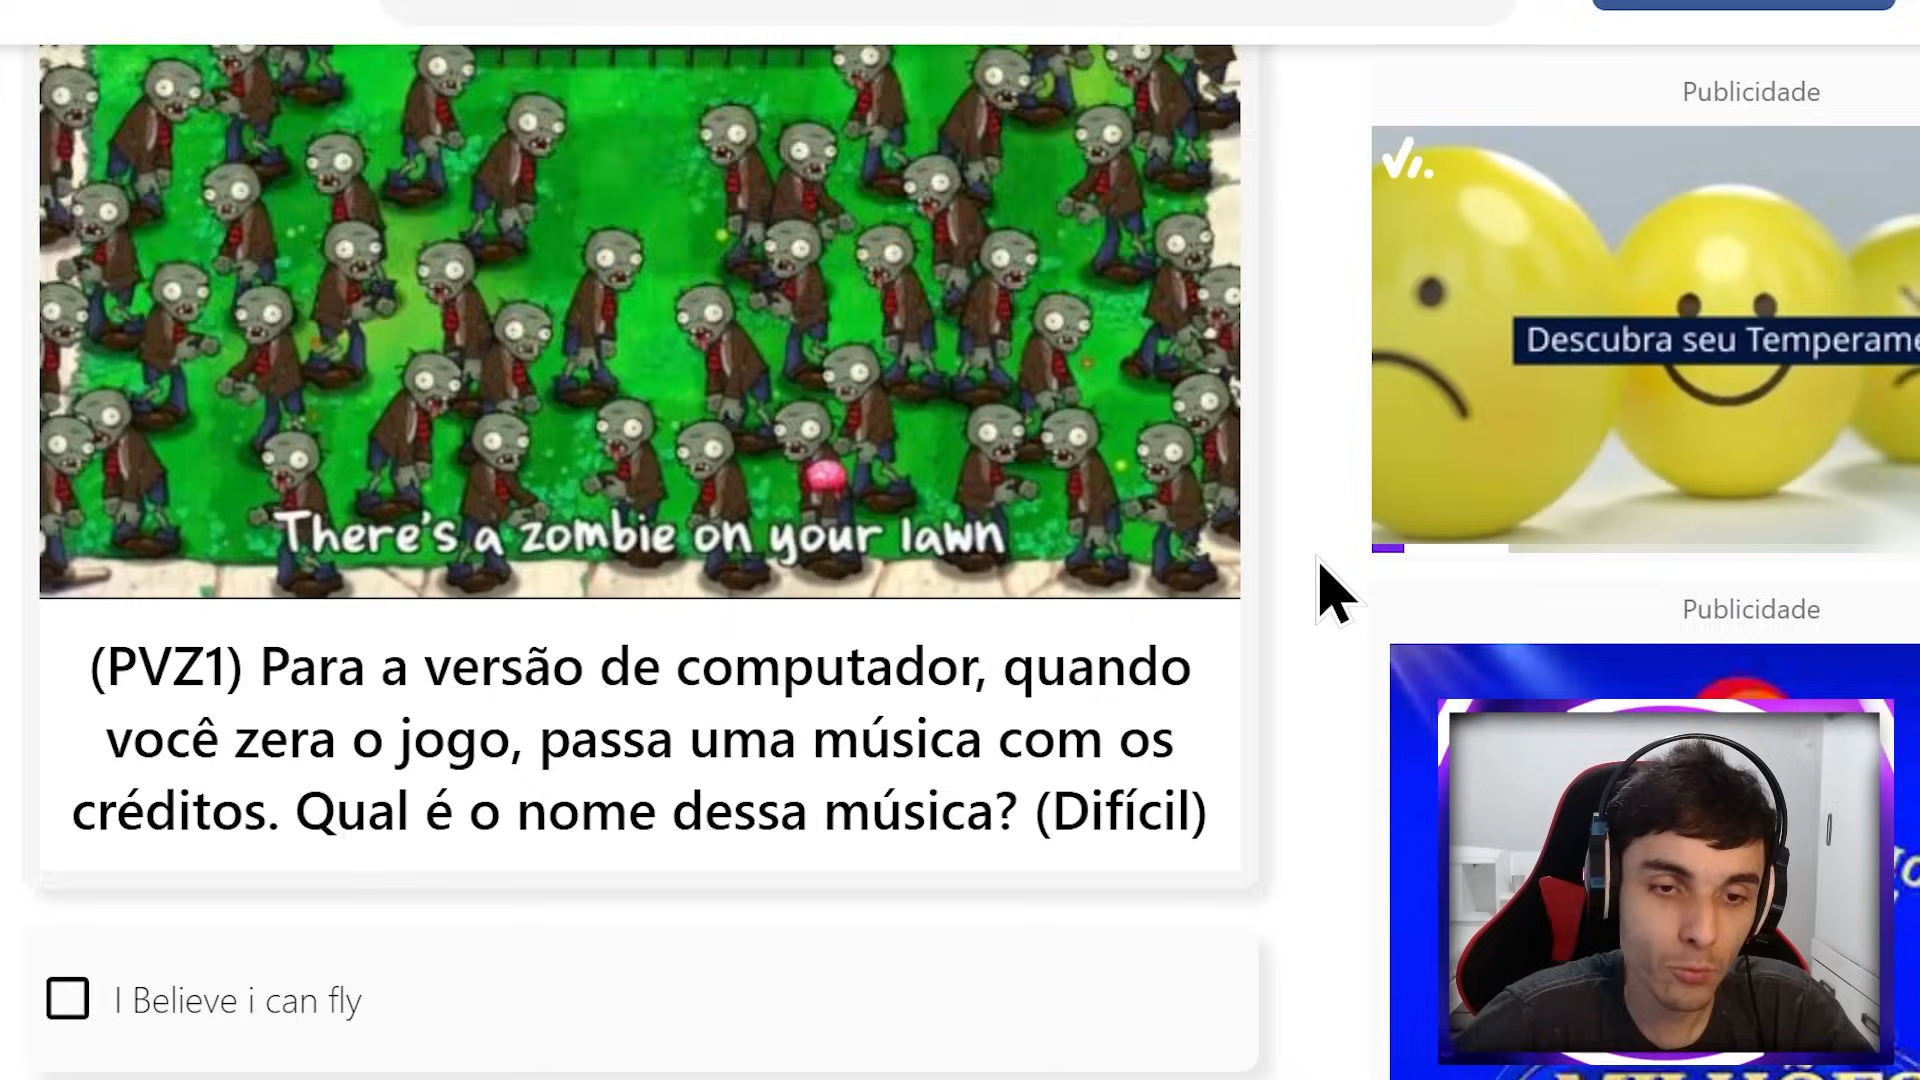 Publicidade
Descubra seu Temperame
There's a zombie on your lawn
Publicidade
(PVZ1) Para a versão de computador, quando
você zera o jogo, passa uma música com os
créditos. Qual é o nome dessa música? (Difícil)
I Believe i can fly